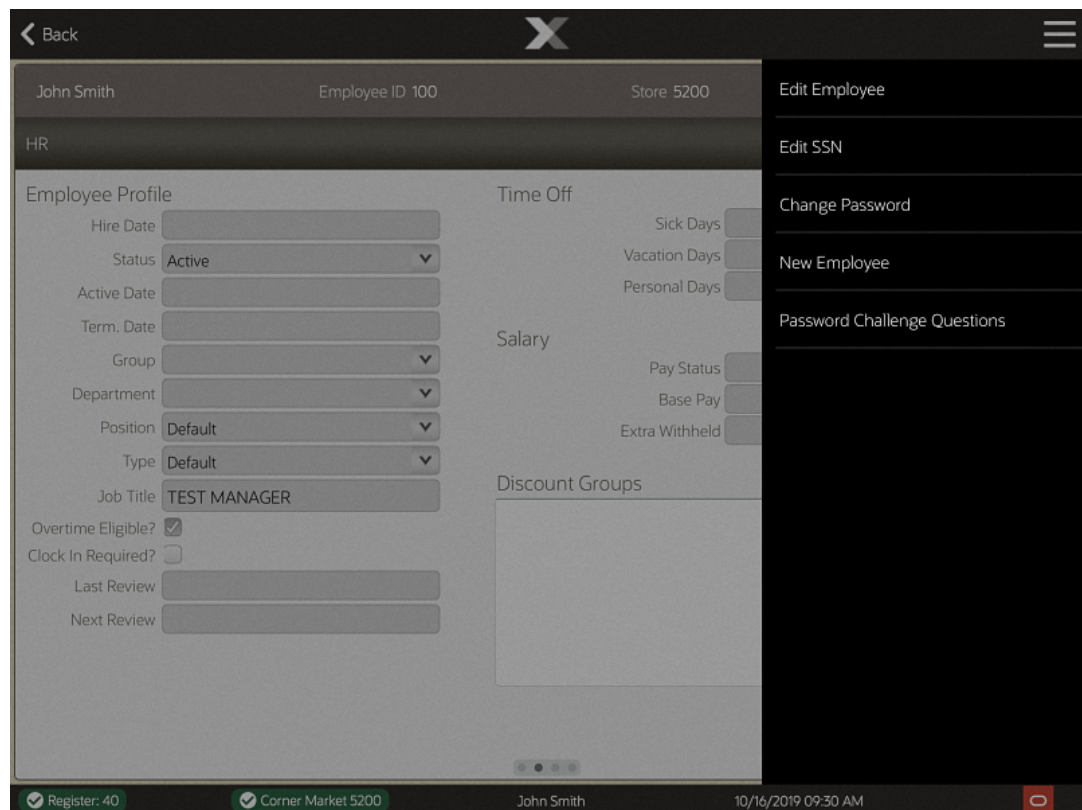 Back
John Smith Employee ID 100 Store 5200
HR
Employee Profile
Hire Date
Status Active
Active Date
Term. Date
Group
Department
Position Default
Type Default
Job Title TEST MANAGER
Overtime Eligible?
Clock In Required?
Last Review
Next Review
Time Off
Sick Days
Vacation Days
Personal Days
Salary
Pay Status
Base Pay
Extra Withheld
Discount Groups
Edit Employee
Edit SSN
Change Password
New Employee
Password Challenge Questions
Register: 40 Corner Market 5200 John Smith 10/16/2019 09:30 AM